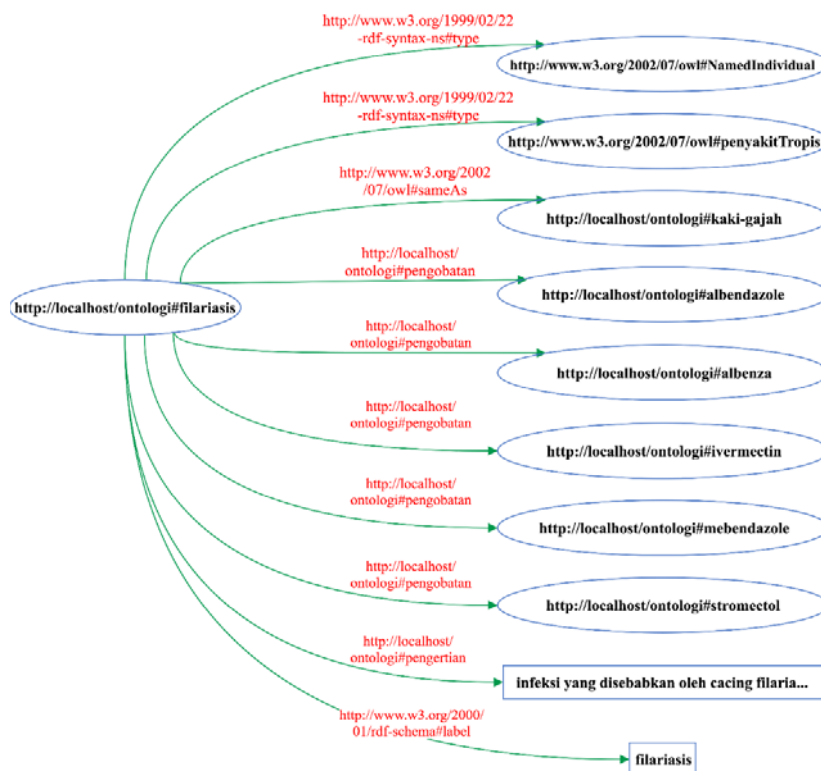 http://www.w3.org/1999/02/22
-rdf-syntax-ns#type
http://www.w3.org/2002/07/owl#NamedIndividual
http://www.w3.org/1999/02/22
-rdf-syntax-ns#type
http://www.w3.org/2002/07/owl#penyakitTropis
http://www.w3.org/2002
/07/owl#sameAs
http://localhost/ontologi#kaki-gajah
http://localhost/
ontologi#pengobatan
http://localhost/ontologi#albendazole
http://localhost/ontologi#filariasis
http://localhost/
ontologi#pengobatan
http://localhost/ontologi#albenza
http://localhost/
ontologi#pengobatan
http://localhost/ontologi#ivermectin
http://localhost/
ontologi#pengobatan
http://localhost/ontologi#mebendazole
http://localhost/
ontologi#pengobatan
http://localhost/ontologi#stromectol
http://localhost/
ontologi#pengertian
infeksi yang disebabkan oleh cacing filaria...
http://www.w3.org/2000/
01/rdf-schema#label
filariasis